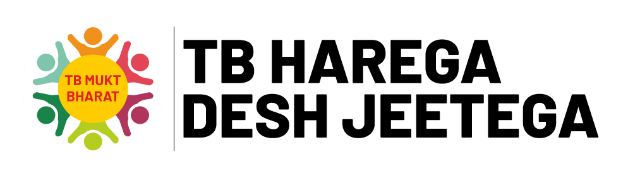 TB MUKT
BHARAT
TB HAREGA
DESH JEETEGA